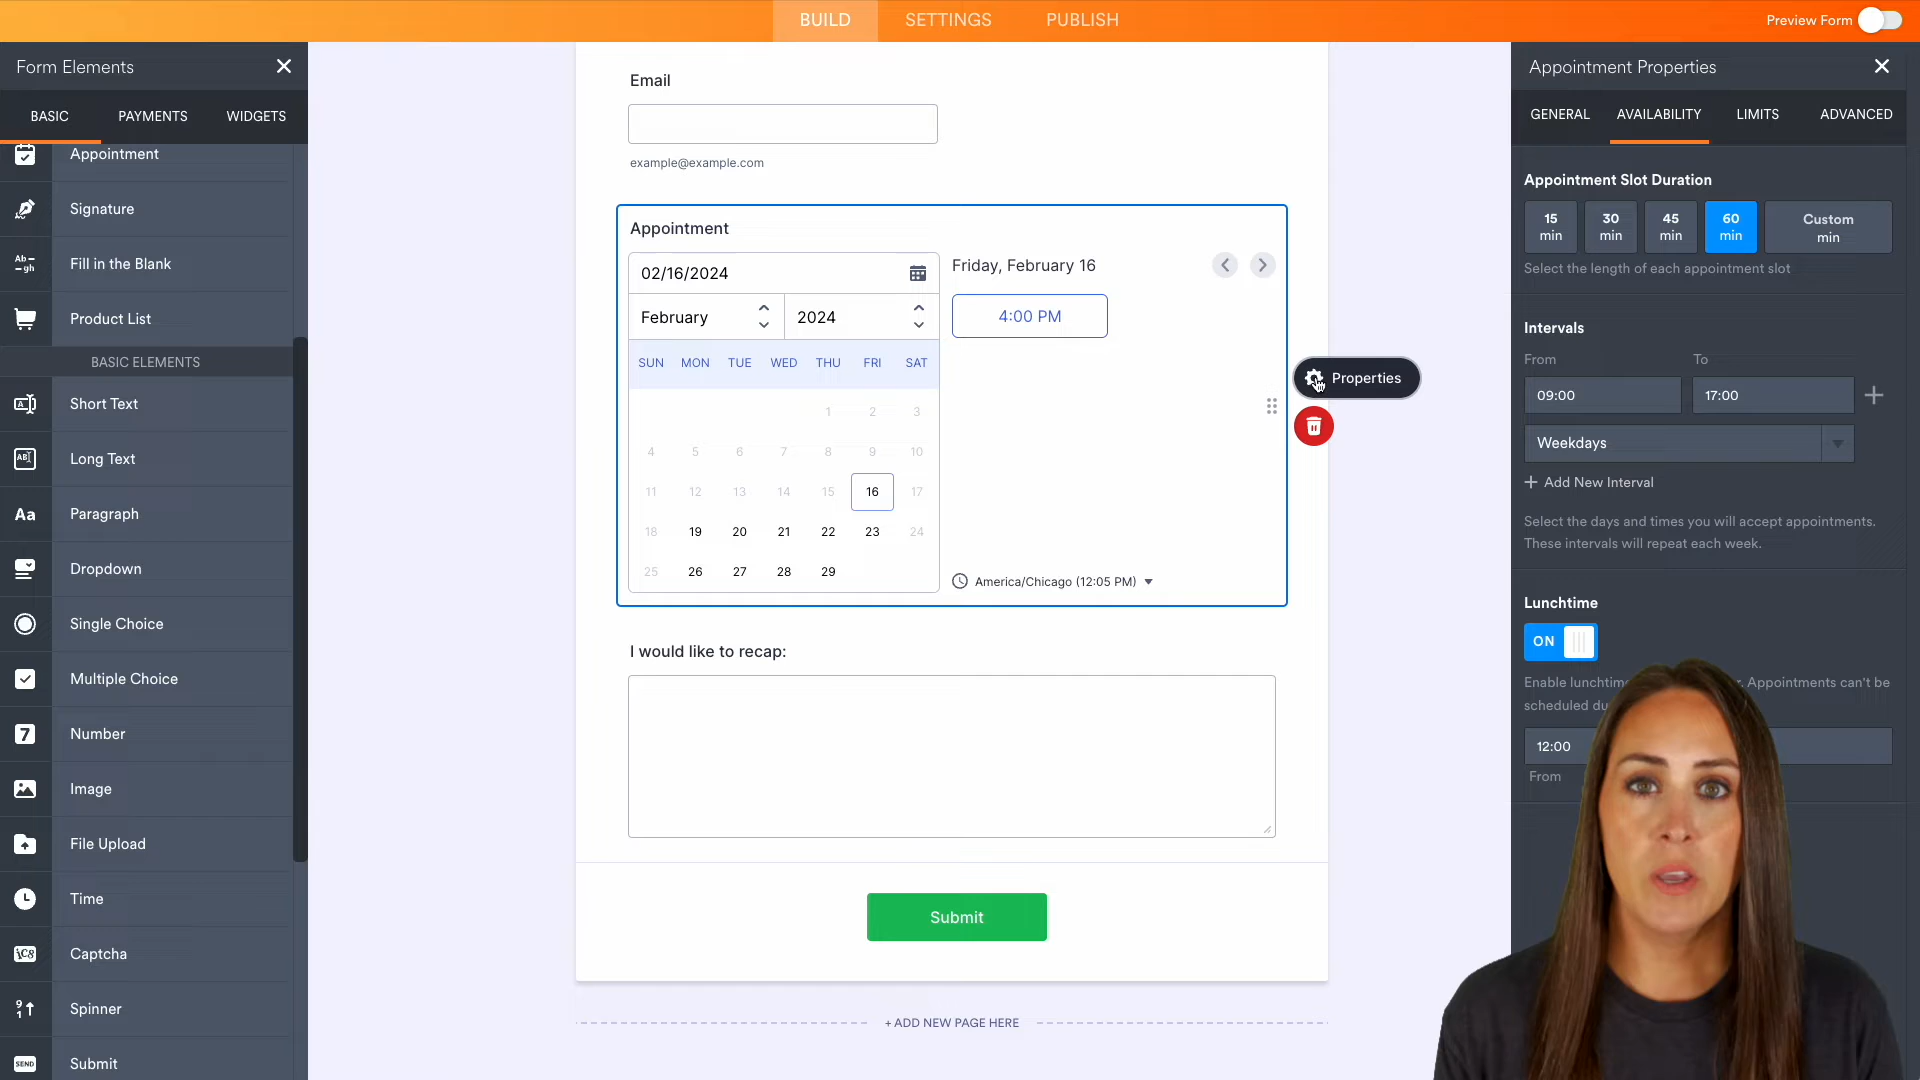 BUILD SETTINGS PUBLISH
Preview Form
Form Elements
BASIC PAYMENTS WIDGETS
Appointment
Signature
Ab
gh
Fill in the Blank
Product List
BASIC ELEMENTS
Short Text
Long Text
Aa
Paragraph
Dropdown
Single Choice
Multiple Choice
7
Number
Image
File Upload
Time
Captcha
9
1
Spinner
SEND
Submit
Email
example@example.com
Appointment
02/16/2024
February 2024
SUN MON TUE WED THU FRI SAT
1 2 3
4 5 6 7 8 9 10
11 12 13 14 15 16 17
18 19 20 21 22 23 24
25 26 27 28 29
Friday, February 16
4:00 PM
America/Chicago (12:05 PM)
Properties
I would like to recap:
Submit
+ ADD NEW PAGE HERE
Appointment Properties
GENERAL AVAILABILITY LIMITS ADVANCED
Appointment Slot Duration
15 min
30 min
45 min
60 min
Custom min
Select the length of each appointment slot
Intervals
From To
09:00 17:00
Weekdays
+ Add New Interval
Select the days and times you will accept appointments.
These intervals will repeat each week.
Lunchtime
ON
Enable Appointments can't be
scheduled
12:00
From